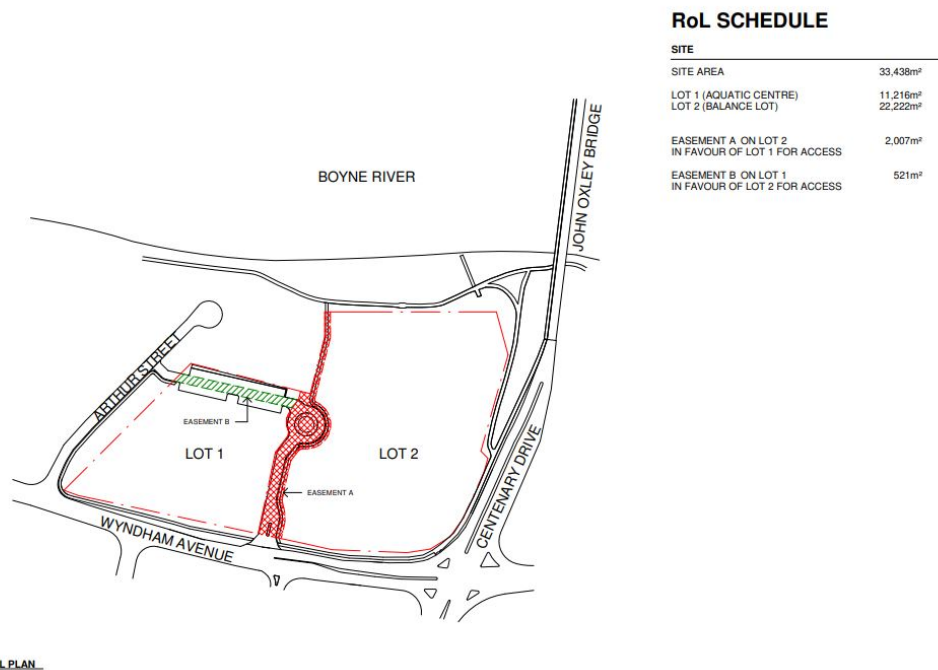 RoL SCHEDULE
SITE
SITE AREA 33,438m²
LOT 1 (AQUATIC CENTRE) 11,216m²
LOT 2 (BALANCE LOT) 22,222m²
EASEMENT A ON LOT 2 2,007m²
IN FAVOUR OF LOT 1 FOR ACCESS
EASEMENT B ON LOT 1 521m²
IN FAVOUR OF LOT 2 FOR ACCESS
JOHN OXLEY BRIDGE
BOYNE RIVER
ARTHUR STREET
EASEMENT B
LOT 1
LOT 2
EASEMENT A
CENTENARY DRIVE
WYNDHAM AVENUE
L PLAN